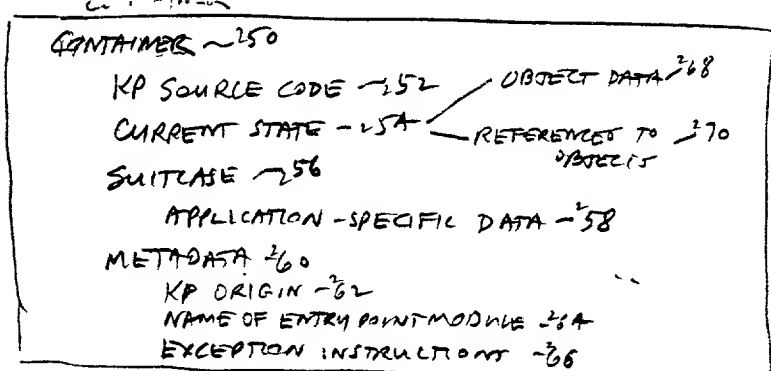 CONTAINER ~250
KP SOURCE CODE ~252
OBJECT DATA ~268
CURRENT STATE ~254
REFERENCES TO OBJECTS ~270
SUITCASE ~256
APPLICATION-SPECIFIC DATA ~258
METADATA ~260
KP ORIGIN ~262
NAME OF ENTRY POINT MODULE ~264
EXCEPTION INSTRUCTIONS ~266